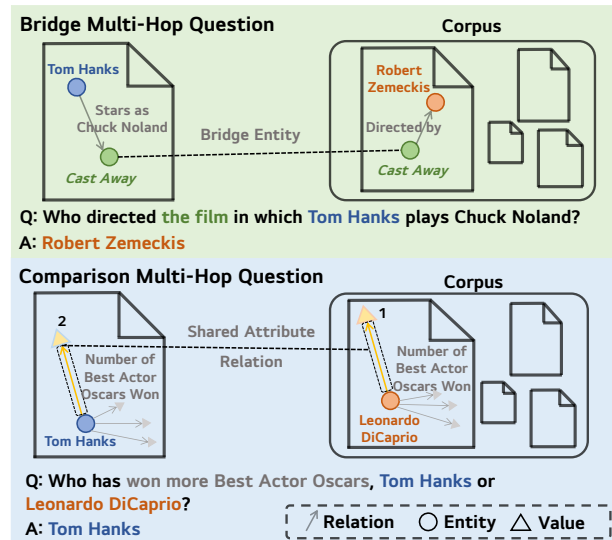 Bridge Multi-Hop Question
Corpus
Tom Hanks
Stars as
Chuck Noland
Cast Away
Bridge Entity
Robert
Zemeckis
Directed by
Cast Away
Q: Who directed the film in which Tom Hanks plays Chuck Noland?
A: Robert Zemeckis
Comparison Multi-Hop Question
Corpus
2
Number of
Best Actor
Oscars Won
Tom Hanks
Shared Attribute
Relation
1
Number of
Best Actor
Oscars Won
Leonardo
DiCaprio
Q: Who has won more Best Actor Oscars, Tom Hanks or
Leonardo DiCaprio?
A: Tom Hanks
Relation
Entity
Value